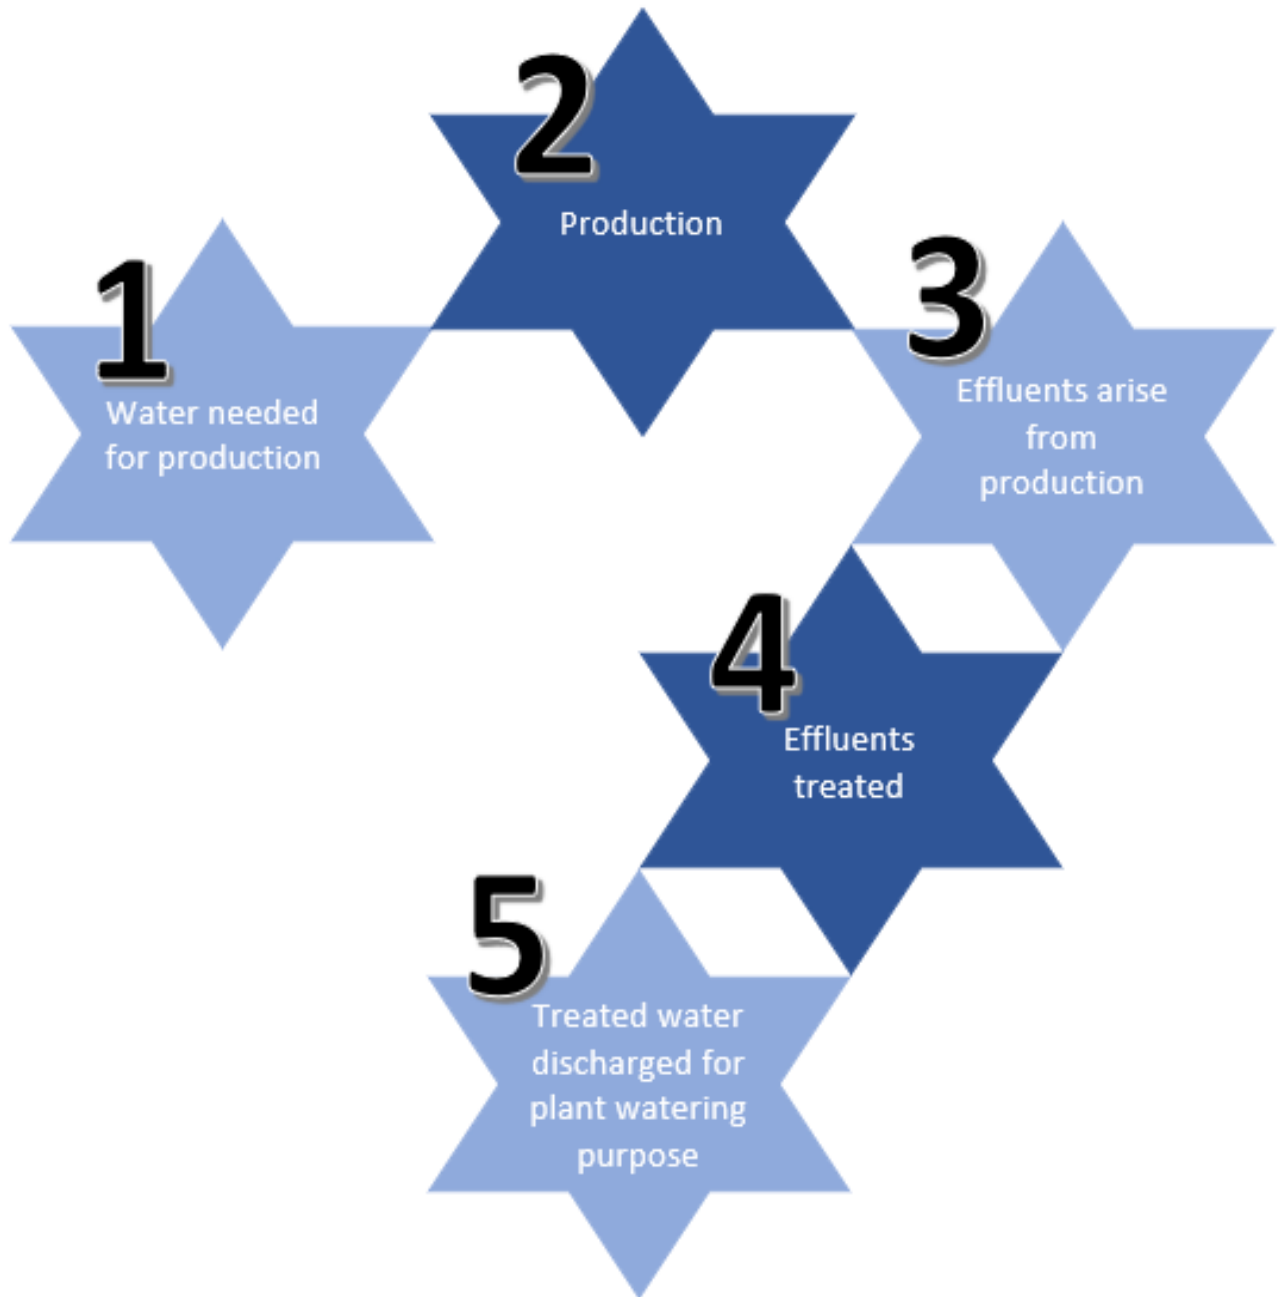 1
Water needed
for production
2
Production
3
Effluents arise
from
production
4
Effluents
treated
5
Treated water
discharged for
plant watering
purpose